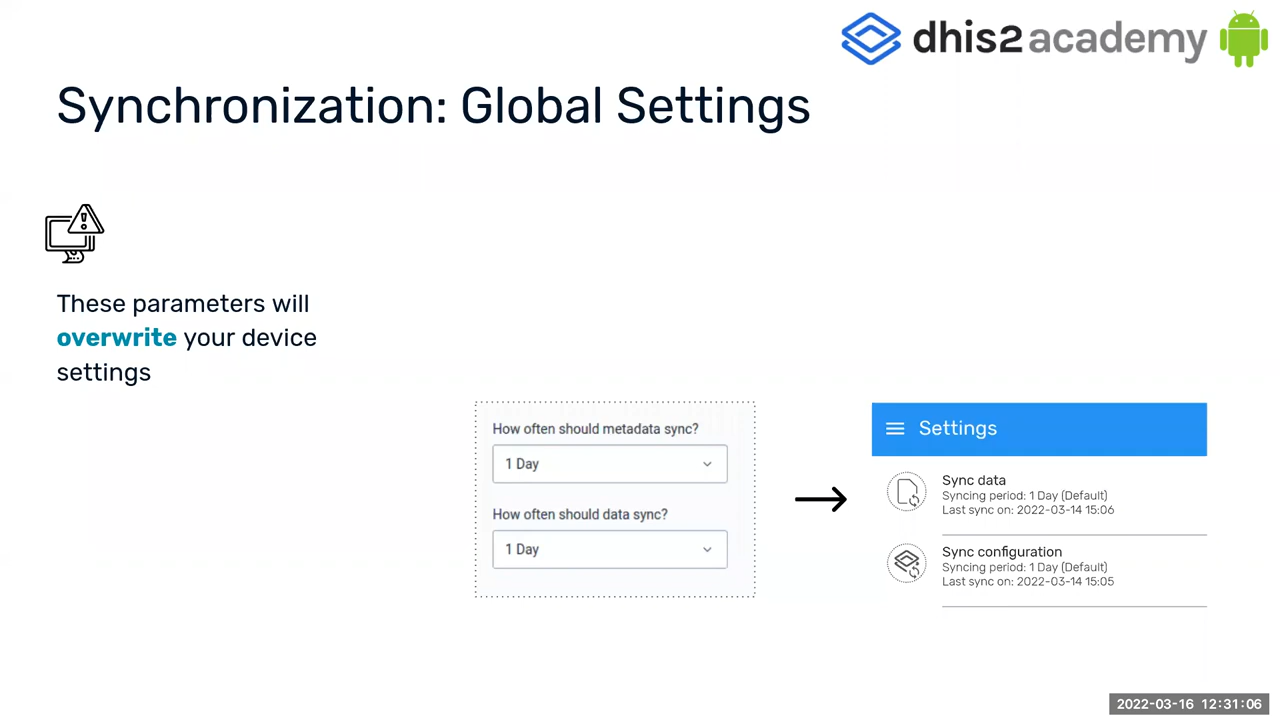 dhis2 academy
Synchronization: Global Settings
These parameters will
overwrite your device
settings
How often should metadata sync?
1 Day
How often should data sync?
1 Day
Settings
Sync data
Syncing period: 1 Day (Default)
Last sync on: 2022-03-14 15:06
Sync configuration
Syncing period: 1 Day (Default)
Last sync on: 2022-03-14 15:05
2022-03-16 12:31:06